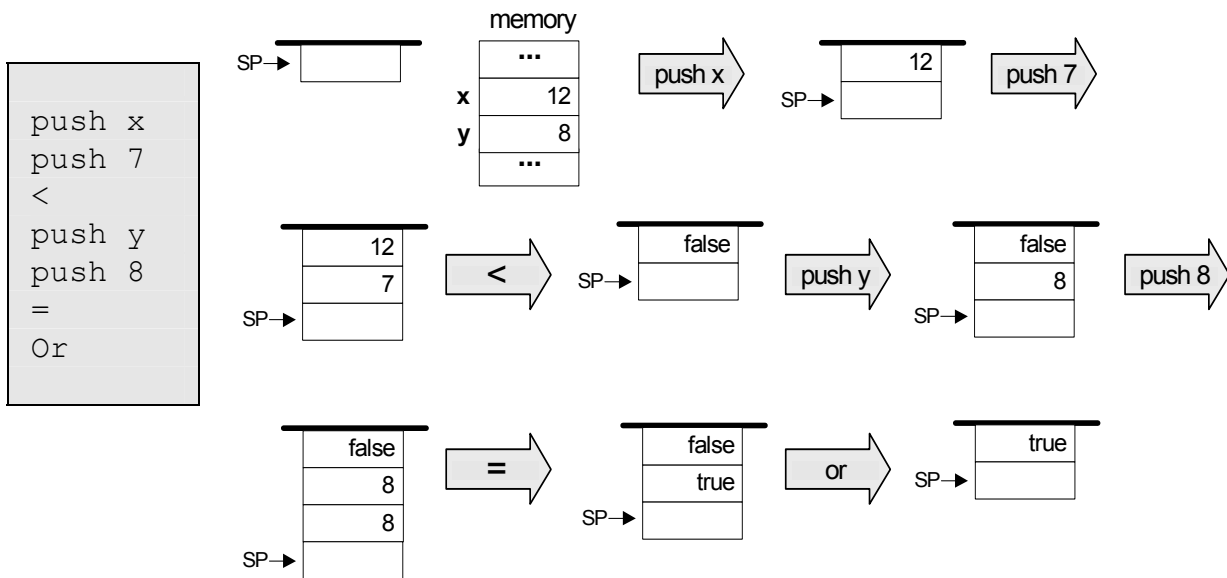 push x
push 7
<
push y
push 8
=
Or
memory
SP
...
x 12
y 8
...
push x
12
SP
push 7
12
7
SP
<
false
SP
push y
false
8
SP
push 8
false
8
8
SP
=
false
true
SP
or
true
SP